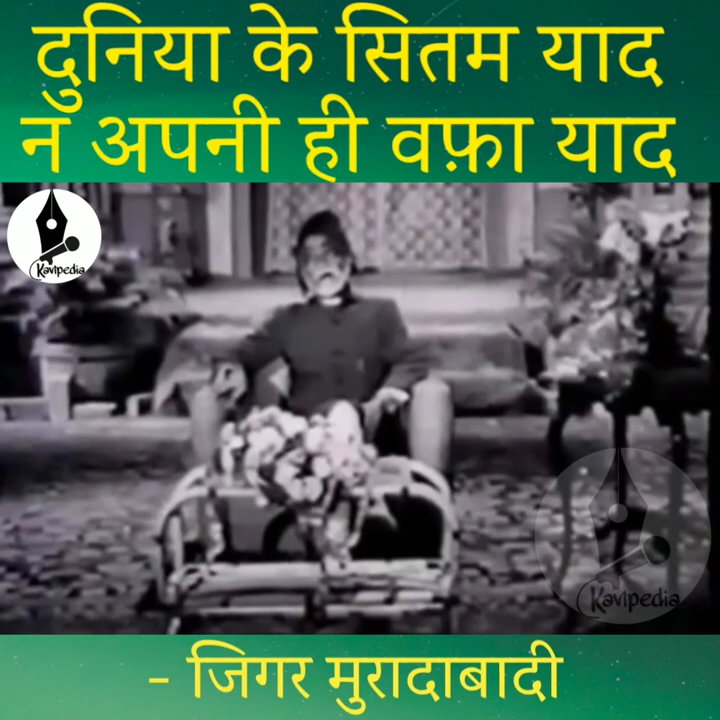 दुनिया के सितम याद
न अपनी ही वफ़ा याद
Kavipedia
Kavipedia
- जिगर मुरादाबादी